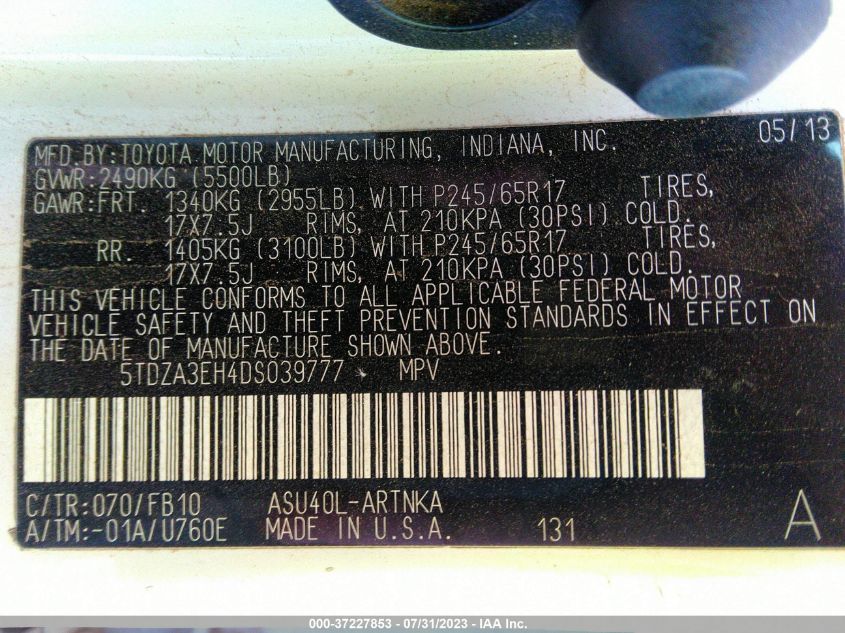 05/13
MFD.BY:TOYOTA MOTOR MANUFACTURING, INDIANA, INC.
GVWR:2490KG (5500LB)
GAWR:FRT. 1340KG (2955LB) WITH P245/65R17 TIRES,
17X7.5J RIMS, AT 210KPA (30PSI) COLD.
RR. 1405KG (3100LB) WITH P245/65R17 TIRES,
17X7.5J RIMS, AT 210KPA (30PSI) COLD.
THIS VEHICLE CONFORMS TO ALL APPLICABLE FEDERAL MOTOR
VEHICLE SAFETY AND THEFT PREVENTION STANDARDS IN EFFECT ON
THE DATE OF MANUFACTURE SHOWN ABOVE.
5TDZA3EH4DS039777 MPV
C/TR:070/FB10 ASU40L-ARTNKA
A/TM:-01A/U760E MADE IN U.S.A. 131 A
000-37227853 - 07/31/2023 - IAA Inc.